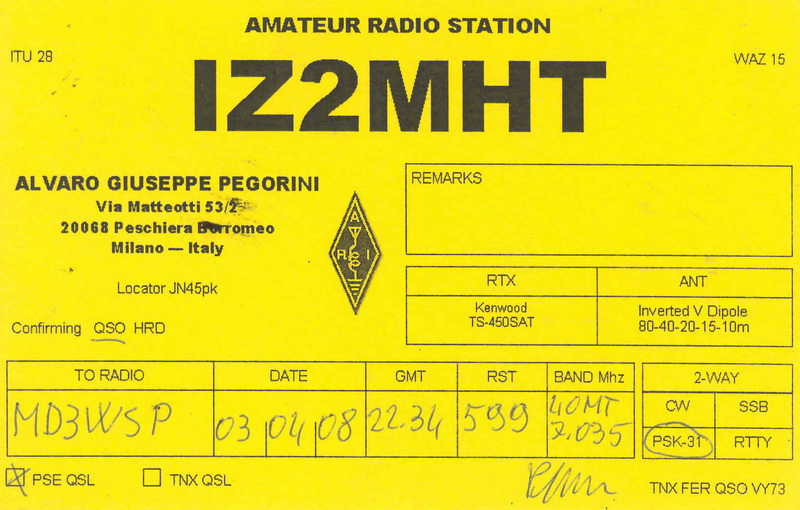 AMATEUR RADIO STATION
ITU 28
WAZ 15
IZ2MHT
ALVARO GIUSEPPE PEGORINI
Via Matteotti 53/2
20068 Peschiera Borromeo
Milano — Italy
Locator JN45pk
Confirming QSO HRD
ARI
REMARKS
RTX ANT
Kenwood
TS-450SAT
Inverted V Dipole
80-40-20-15-10m
TO RADIO DATE GMT RST BAND Mhz
MD3WSP 03 04 08 22.34 599 40MT
7.035
2-WAY
CW SSB
PSK-31 RTTY
PSE QSL TNX QSL
TNX FER QSO VY73